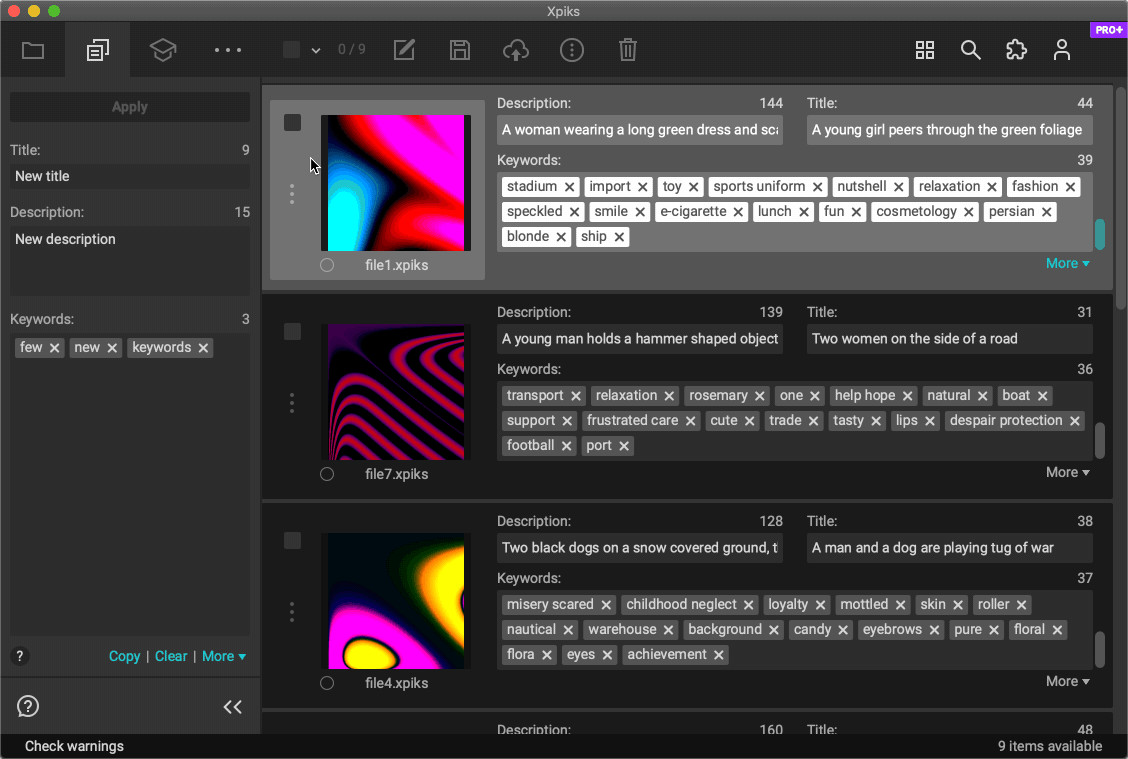 Xpiks
PRO+
0 / 9
Apply
Title: 9
New title
Description: 15
New description
Keywords: 3
few new keywords
? Copy | Clear | More
Description: 144 Title: 44
A woman wearing a long green dress and A young girl peers through the green foliage
Keywords: 39
stadium import toy sports uniform nutshell relaxation fashion
speckled smile e-cigarette lunch fun cosmetology persian
blonde ship
file1.xpiks More
Description: 139 Title: 31
A young man holds a hammer shaped object Two women on the side of a road
Keywords: 36
transport relaxation rosemary one help hope natural boat
support frustrated care cute trade tasty lips despair protection
football port
file7.xpiks More
Description: 128 Title: 38
Two black dogs on a snow covered ground, A man and a dog are playing tug of war
Keywords: 37
misery scared childhood neglect loyalty mottled skin roller
nautical warehouse background candy eyebrows pure floral
flora eyes achievement
file4.xpiks More
Description: 160 Title: 48
?
Check warnings 9 items available